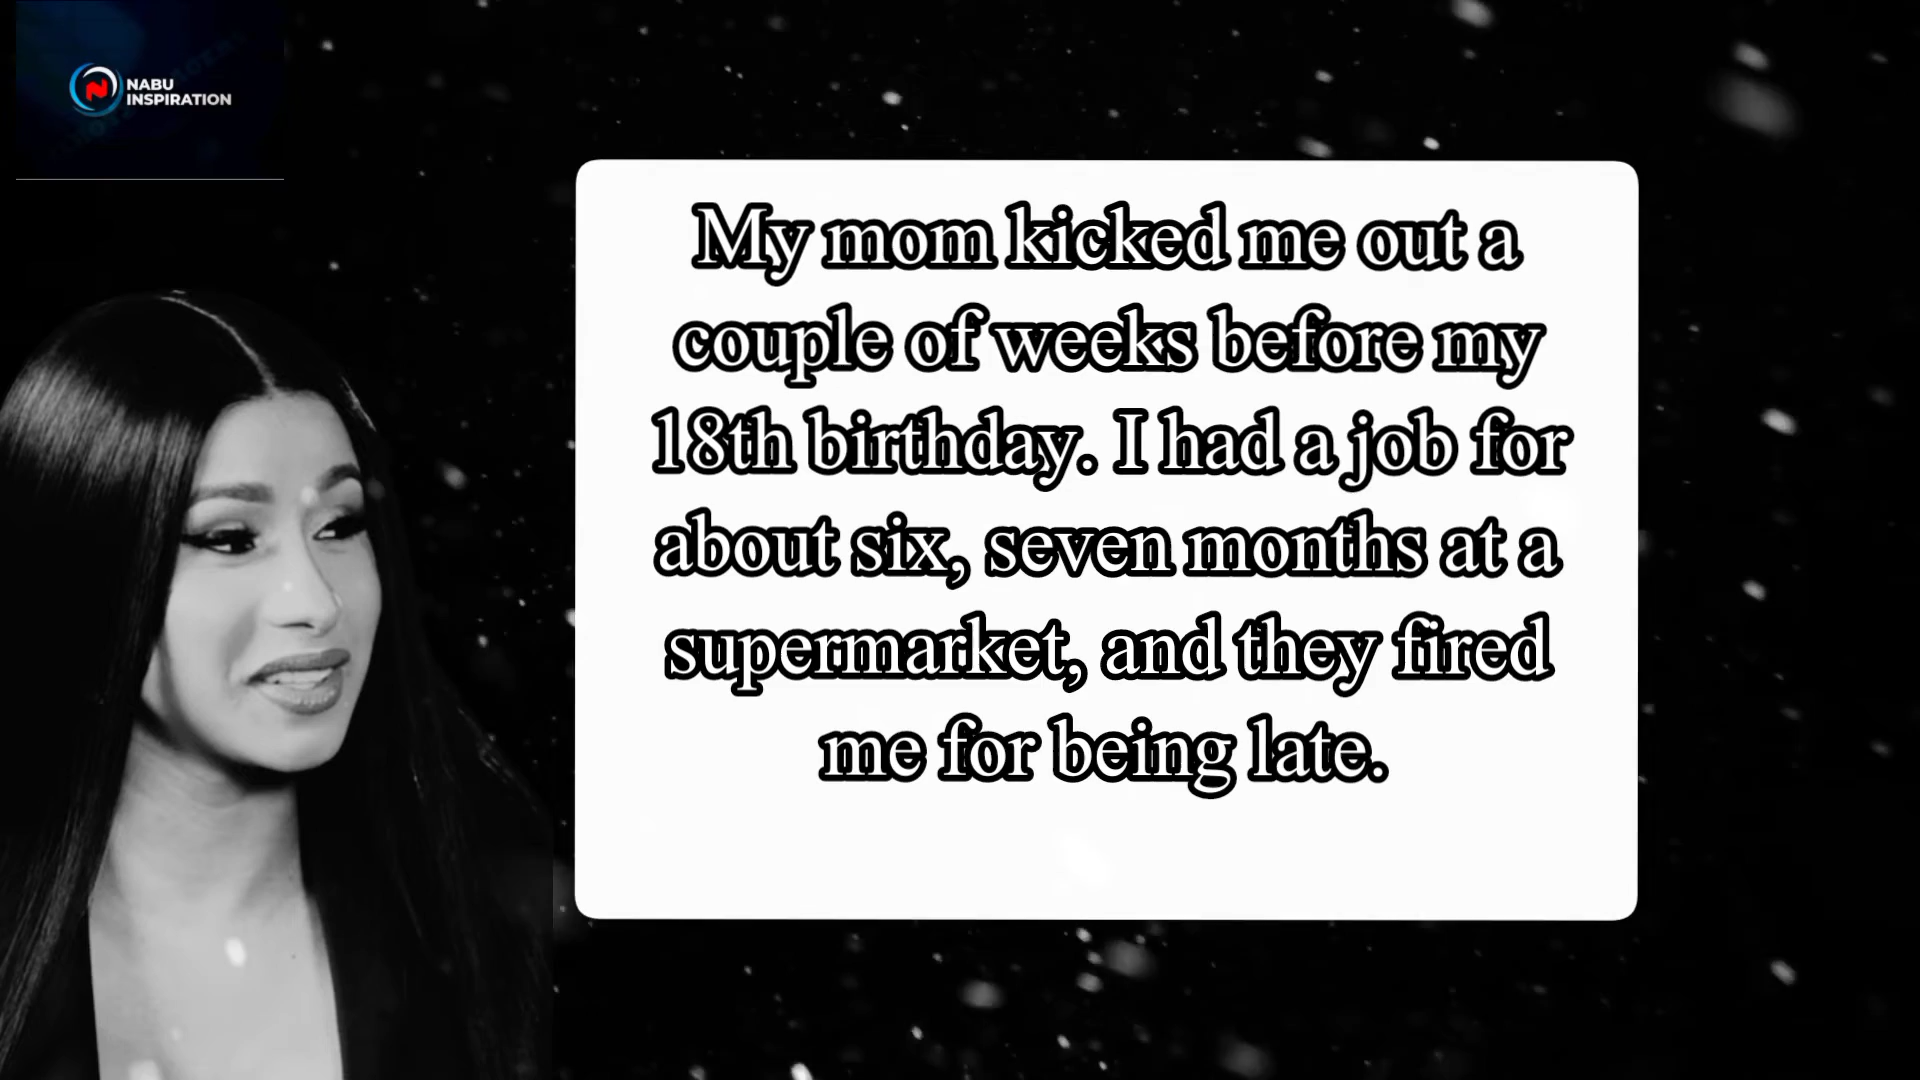 NABU
INSPIRATION
My mom kicked me out a
couple of weeks before my
18th birthday. I had a job for
about six, seven months at a
supermarket, and they fired
me for being late.